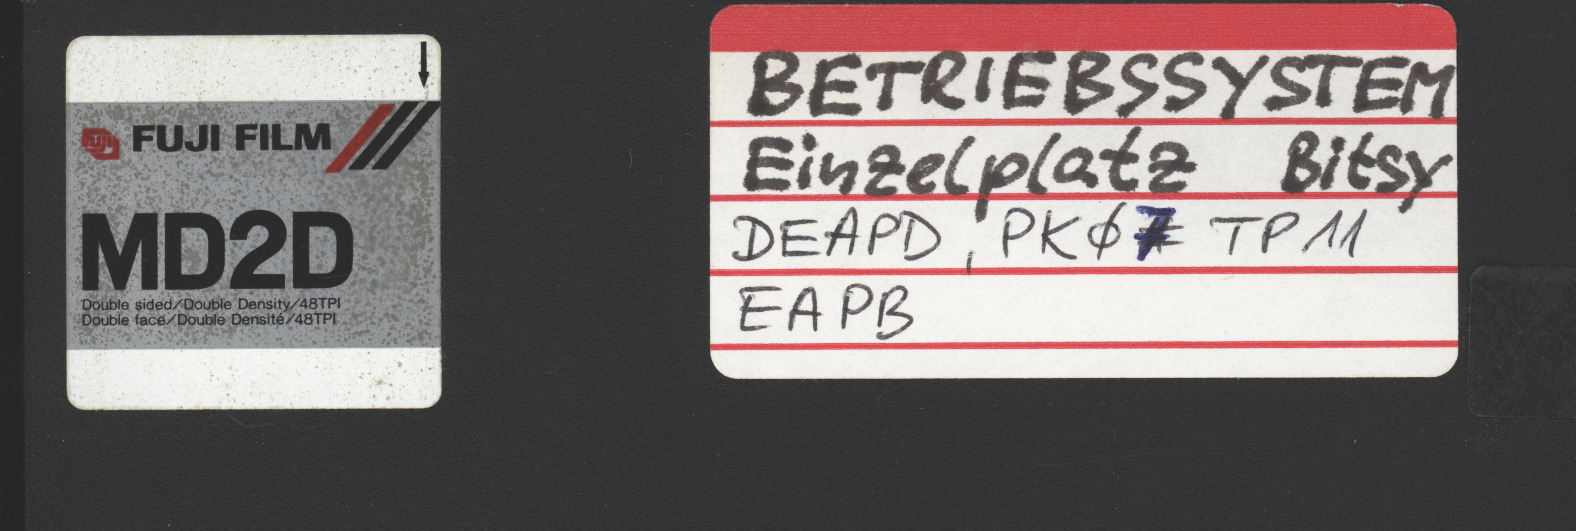 FUJI FILM
MD2D
Double sided/Double Density/48TPI
Double face/Double Densité/48TPI
BETRIEBSSYSTEM
Einzelplatz Bitsy
DEAPD, PKØ7 TP11
EAPB